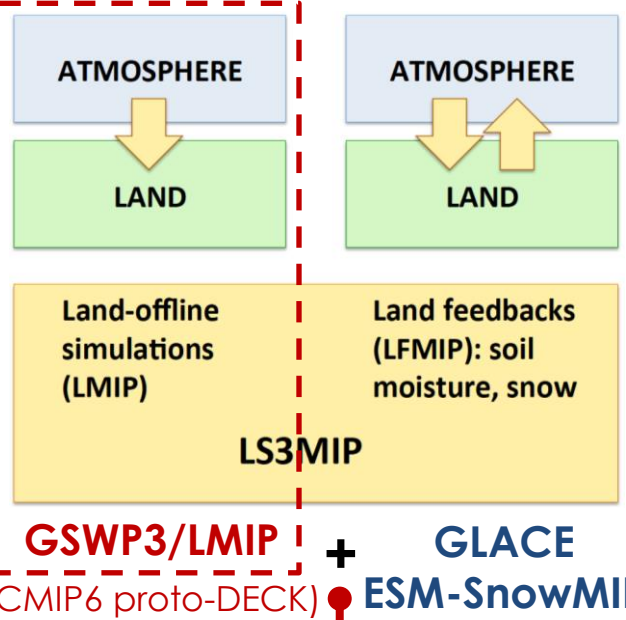 ATMOSPHERE
LAND
ATMOSPHERE
LAND
Land-offline
simulations
(LMIP)
Land feedbacks
(LFMIP): soil
moisture, snow
LS3MIP
GSWP3/LMIP
+
GLACE
CMIP6 proto-DECK)
ESM-SnowMI